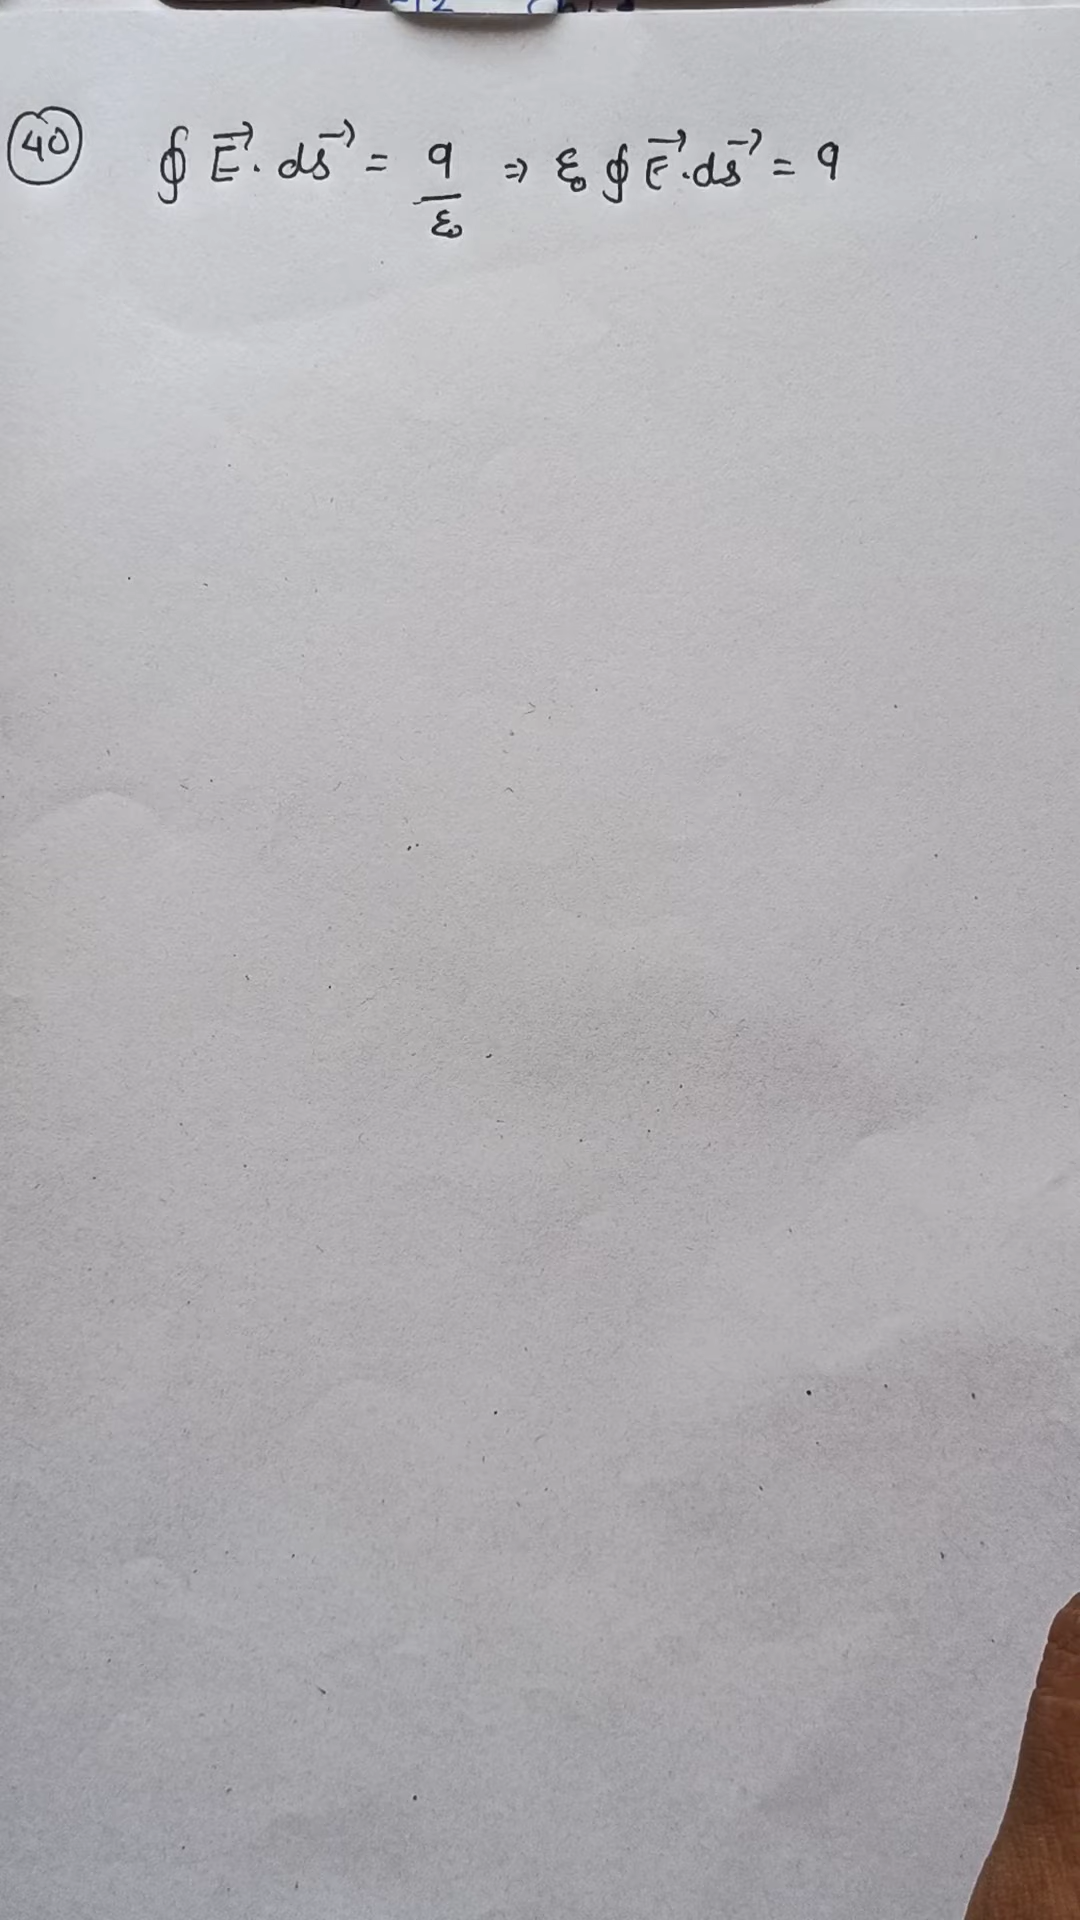 40 ∮ E⃗ . ds⃗ = q/ε₀ ⇒ ε₀ ∮ E⃗ . ds⃗ = q